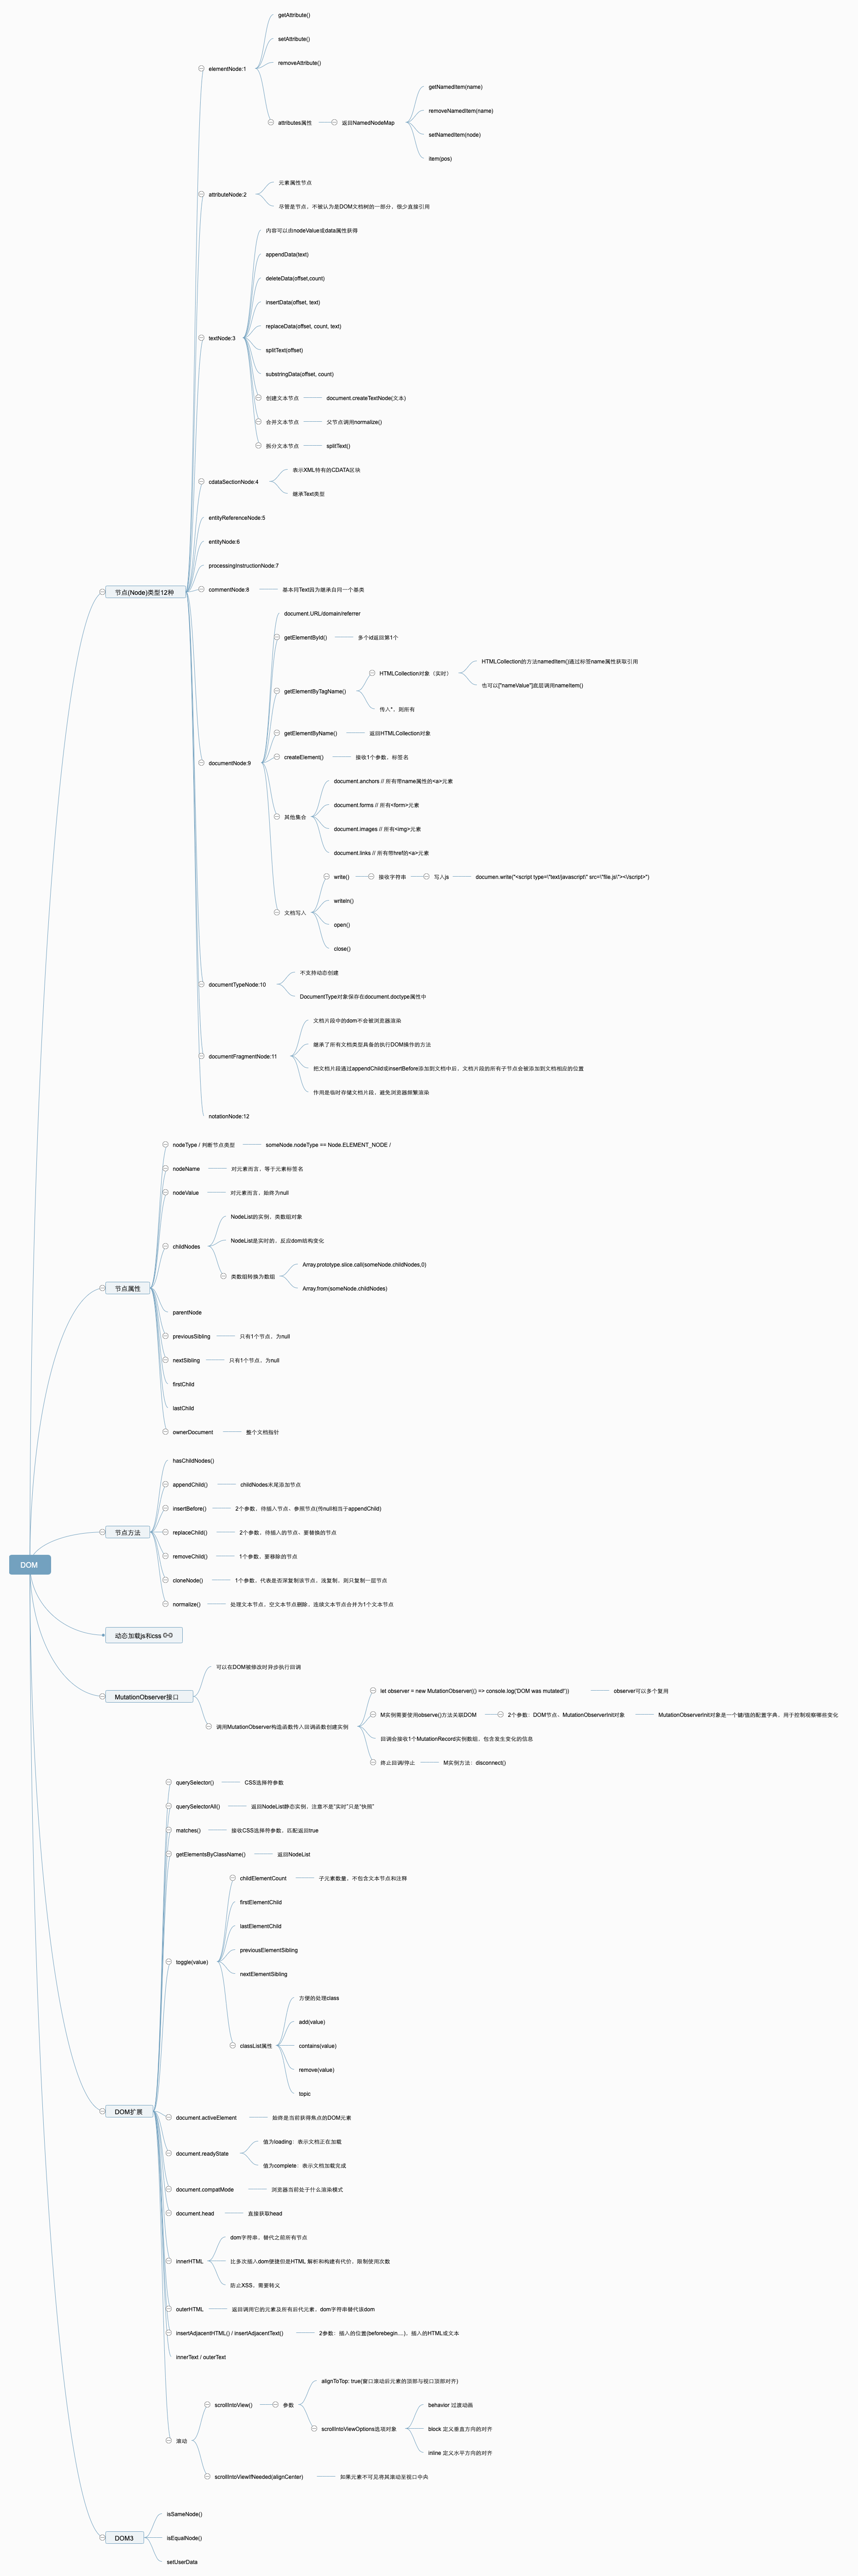 getAttribute()
setAttribute()
removeAttribute()
elementNode:1
getNamedItem(name)
removeNamedItem(name)
attributes属性
返回NamedNodeMap
setNamedItem(node)
item(pos)
元素属性节点
attributeNode:2
尽管是节点，不被认为是DOM文档树的一部分，很少直接引用
内容可以由nodeValue或data属性获得
appendData(text)
deleteData(offset,count)
insertData(offset, text)
replaceData(offset, count, text)
textNode:3
splitText(offset)
substringData(offset, count)
创建文本节点
document.createTextNode(文本)
合并文本节点
父节点调用normalize()
拆分文本节点
splitText()
表示XML特有的CDATA区块
cdataSectionNode:4
继承Text类型
entityReferenceNode:5
entityNode:6
processingInstructionNode:7
节点(Node)类型12种
commentNode:8
基本同Text因为继承自同一个基类
document.URL/domain/referrer
getElementById()
多个id返回第1个
HTMLCollection的方法namedItem()通过标签name属性获取引用
HTMLCollection对象（实时）
也可以["nameValue"]底层调用nameItem()
getElementByTagName()
传入*，则所有
getElementByName()
返回HTMLCollection对象
createElement()
接收1个参数，标签名
documentNode:9
document.anchors // 所有带name属性的<a>元素
document.forms // 所有<form>元素
其他集合
document.images // 所有<img>元素
document.links // 所有带href的<a>元素
write()
接收字符串
写入js
documen.write("<script type=\"text/javascript\" src=\"file.js\"><\/script>")
writeln()
文档写入
open()
close()
不支持动态创建
documentTypeNode:10
DocumentType对象保存在document.doctype属性中
文档片段中的dom不会被浏览器渲染
继承了所有文档类型具备的执行DOM操作的方法
documentFragmentNode:11
把文档片段通过appendChild或insertBefore添加到文档中后，文档片段的所有子节点会被添加到文档相应的位置
作用是临时存储文档片段，避免浏览器频繁渲染
notationNode:12
nodeType / 判断节点类型
someNode.nodeType == Node.ELEMENT_NODE /
nodeName
对元素而言，等于元素标签名
nodeValue
对元素而言，始终为null
NodeList的实例，类数组对象
childNodes
NodeList是实时的，反应dom结构变化
Array.prototype.slice.call(someNode.childNodes,0)
类数组转换为数组
Array.from(someNode.childNodes)
节点属性
parentNode
previousSibling
只有1个节点，为null
nextSibling
只有1个节点，为null
firstChild
lastChild
ownerDocument
整个文档指针
hasChildNodes()
appendChild()
childNodes末尾添加节点
insertBefore()
2个参数，待插入节点，参照节点(传null相当于appendChild)
节点方法
replaceChild()
2个参数，待插入的节点，要替换的节点
removeChild()
1个参数，要移除的节点
DOM
cloneNode()
1个参数，代表是否深复制该节点，浅复制，则只复制一层节点
normalize()
处理文本节点，空文本节点删除，连续文本节点合并为1个文本节点
动态加载js和css
可以在DOM被修改时异步执行回调
MutationObserver接口
let observer = new MutationObserver(() => console.log('DOM was mutated!'))
observer可以多个复用
M实例需要使用observe()方法关联DOM
2个参数：DOM节点，MutationObserverInit对象
MutationObserverInit对象是一个键/值的配置字典，用于控制观察哪些变化
调用MutationObserver构造函数传入回调函数创建实例
回调会接收1个MutationRecord实例数组，包含发生变化的信息
终止回调/停止
M实例方法：disconnect()
querySelector()
CSS选择符参数
querySelectorAll()
返回NodeList静态实例，注意不是"实时"只是"快照"
matches()
接收CSS选择符参数，匹配返回true
getElementsByClassName()
返回NodeList
childElementCount
子元素数量，不包含文本节点和注释
firstElementChild
lastElementChild
previousElementSibling
toggle(value)
nextElementSibling
方便的处理class
add(value)
classList属性
contains(value)
remove(value)
topic
DOM扩展
document.activeElement
始终是当前获得焦点的DOM元素
值为loading：表示文档正在加载
document.readyState
值为complete：表示文档加载完成
document.compatMode
浏览器当前处于什么渲染模式
document.head
直接获取head
dom字符串，替代之前所有节点
innerHTML
比多次插入dom便捷但是HTML 解析和构建有代价，限制使用次数
防止XSS，需要转义
outerHTML
返回调用它的元素及所有后代元素，dom字符串替代该dom
insertAdjacentHTML() / insertAdjacentText()
2参数：插入的位置(beforebegin....)，插入的HTML或文本
innerText / outerText
alignToTop: true(窗口滚动后元素的顶部与视口顶部对齐)
scrollIntoView()
参数
behavior 过渡动画
scrollIntoViewOptions选项对象
block 定义垂直方向的对齐
滚动
inline 定义水平方向的对齐
scrollIntoViewIfNeeded(alignCenter)
如果元素不可见将其滚动至视口中央
isSameNode()
DOM3
isEqualNode()
setUserData